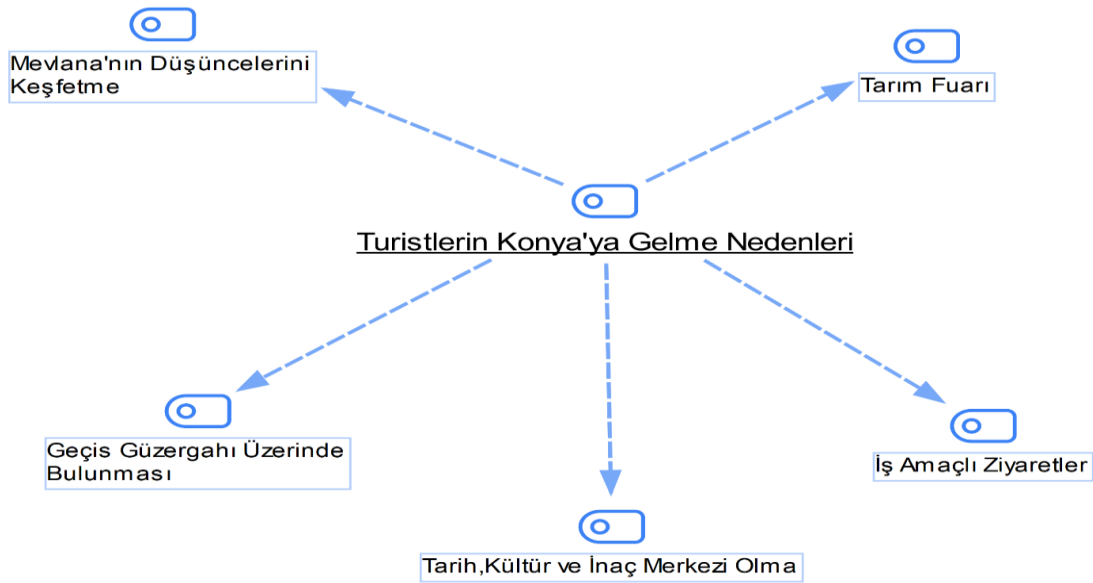 Mevlana'nın Düşüncelerini
Keşfetme
Tarım Fuarı
Turistlerin Konya'ya Gelme Nedenleri
Geçis Güzergahı Üzerinde
Bulunması
İş Amaçlı Ziyaretler
Tarih,Kültür ve İnaç Merkezi Olma